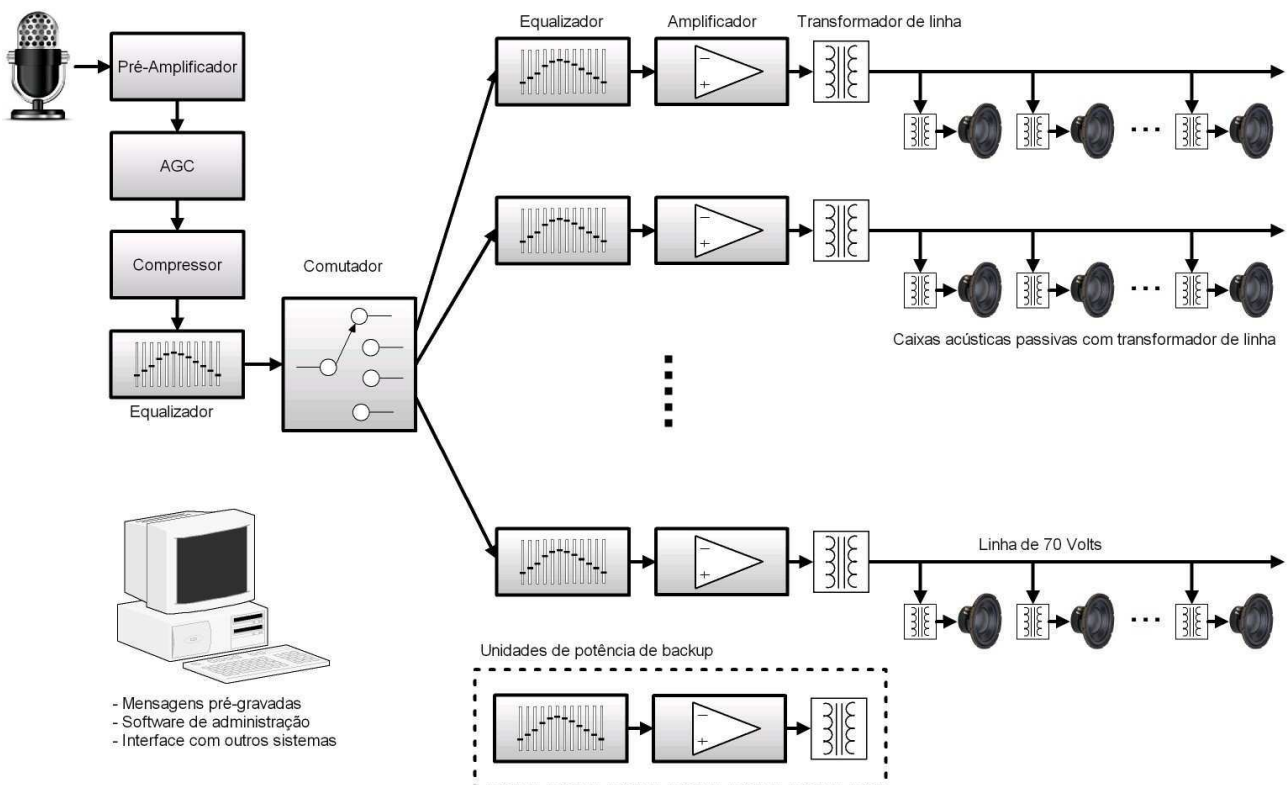 Equalizador
Amplificador
Transformador de linha
Pré-Amplificador
AGC
Compressor
Comutador
Equalizador
Caixas acústicas passivas com transformador de linha
Linha de 70 Volts
Unidades de potência de backup
- Mensagens pré-gravadas
- Software de administração
- Interface com outros sistemas